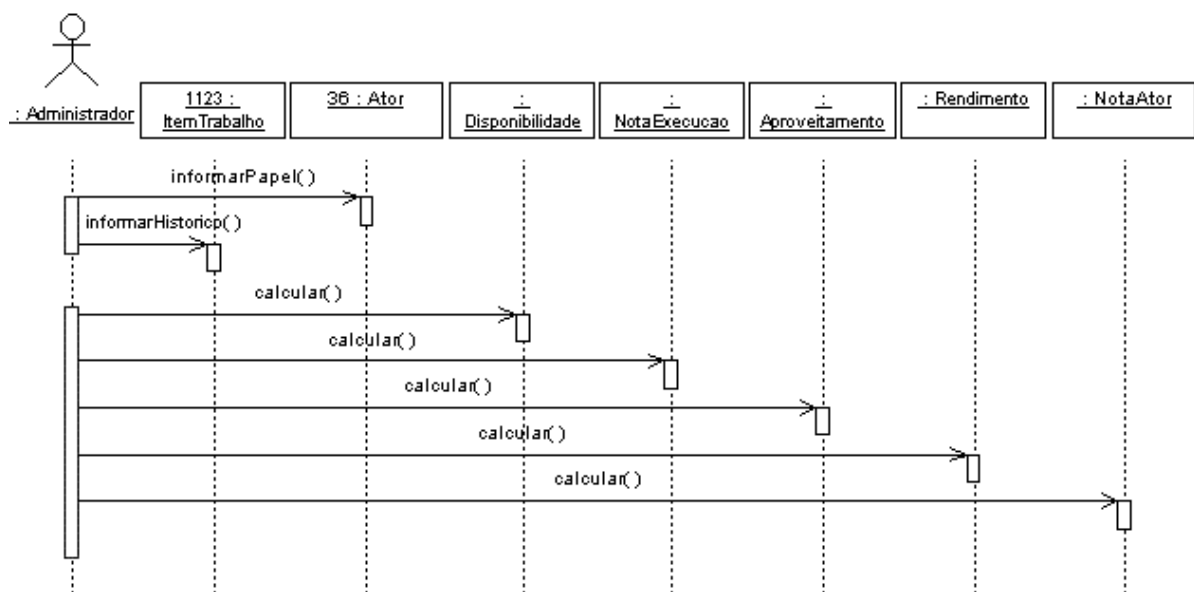 : Administrador
1123 :
ItemTrabalho
36 : Ator
:
Disponibilidade
:
NotaExecucao
:
Aproveitamento
: Rendimento
: NotaAtor
informarPapel( )
informarHistorico( )
calcular( )
calcular( )
calcular( )
calcular( )
calcular( )